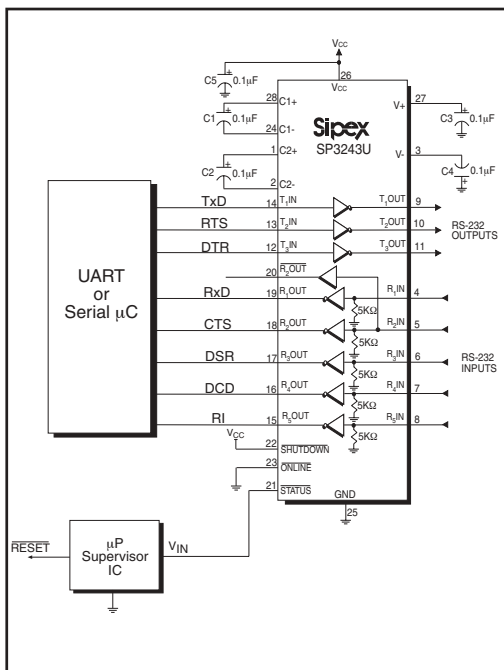 VCC
C5
+
0.1µF
26
VCC
28
C1+
+
C1
0.1µF
24
C1-
1
C2+
+
C2
0.1µF
2
C2-
V+
27
+
C3
0.1µF
V-
3
C4
0.1µF
+
Sipex
SP3243U
UART
or
Serial µC
TxD
14
T1IN
T1OUT
9
RTS
13
T2IN
T2OUT
10
RS-232
OUTPUTS
DTR
12
T3IN
T3OUT
11
20
R2OUT
RxD
19
R1OUT
R1IN
4
5KΩ
CTS
18
R2OUT
R2IN
5
5KΩ
DSR
17
R3OUT
R3IN
6
RS-232
INPUTS
5KΩ
DCD
16
R4OUT
R4IN
7
5KΩ
RI
15
R5OUT
R5IN
8
5KΩ
VCC
22
SHUTDOWN
23
ONLINE
21
STATUS
GND
25
RESET
µP
Supervisor
IC
VIN